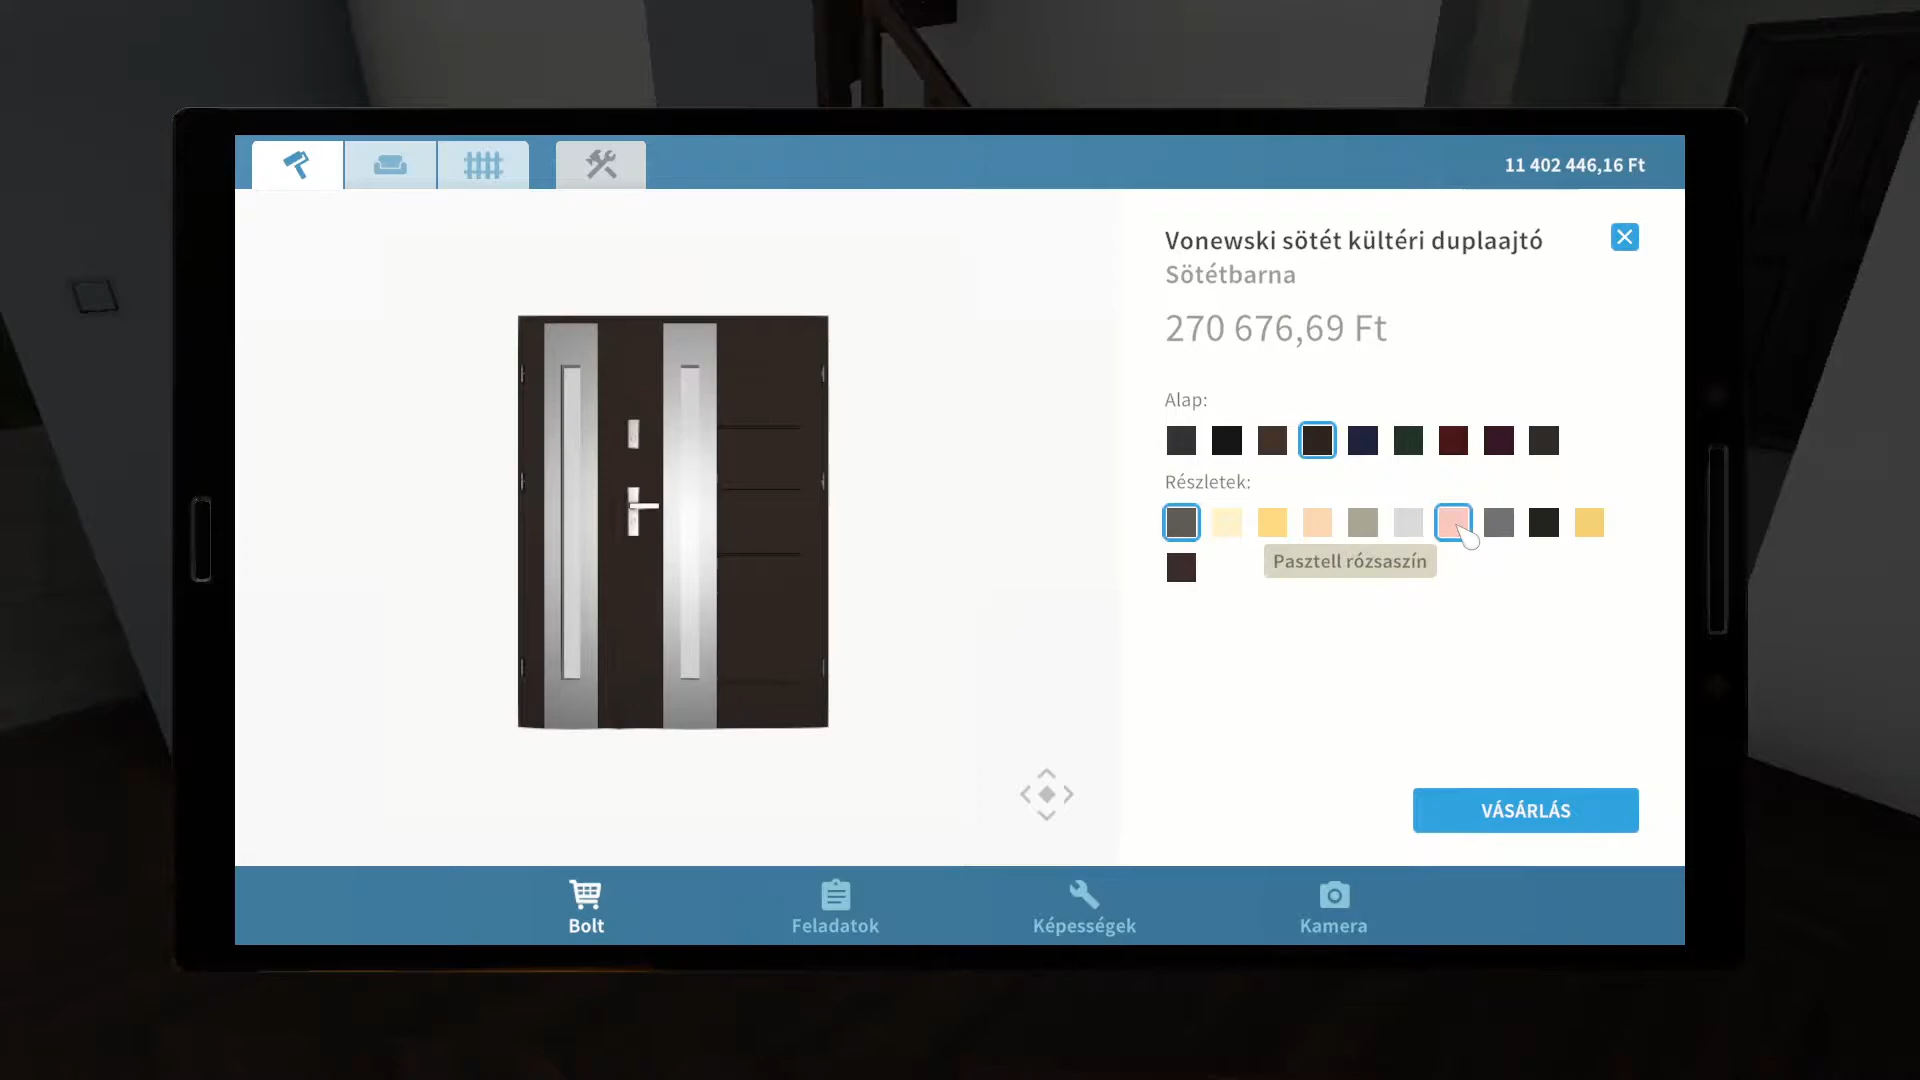 11 402 446,16 Ft
Vonewski sötét kültéri duplaajtó
Sötétbarna
270 676,69 Ft
Alap:
Részletek:
Pasztell rózsaszín
VÁSÁRLÁS
Bolt
Feladatok
Képességek
Kamera